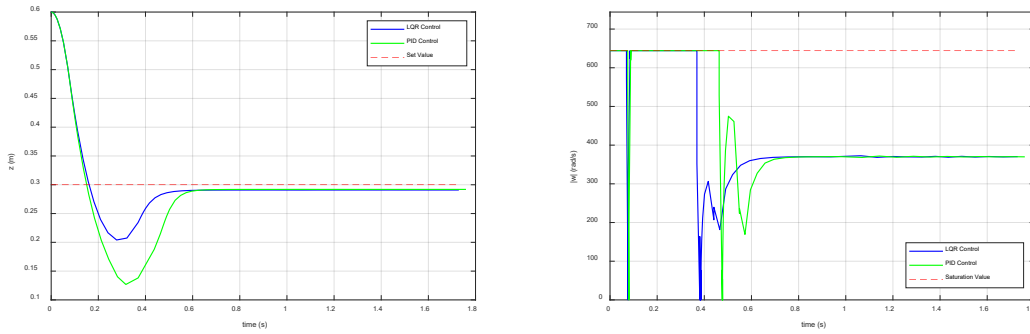 0.6
0.55
0.5
0.45
0.4
0.35
0.3
0.25
0.2
0.15
0.1
z (m)
0 0.2 0.4 0.6 0.8 1 1.2 1.4 1.6 1.8
time (s)
LQR Control
PID Control
Set Value
700
600
500
400
300
200
100
0
|w| (rad/s)
0 0.2 0.4 0.6 0.8 1 1.2 1.4 1.6 1.8
time (s)
LQR Control
PID Control
Saturation Value